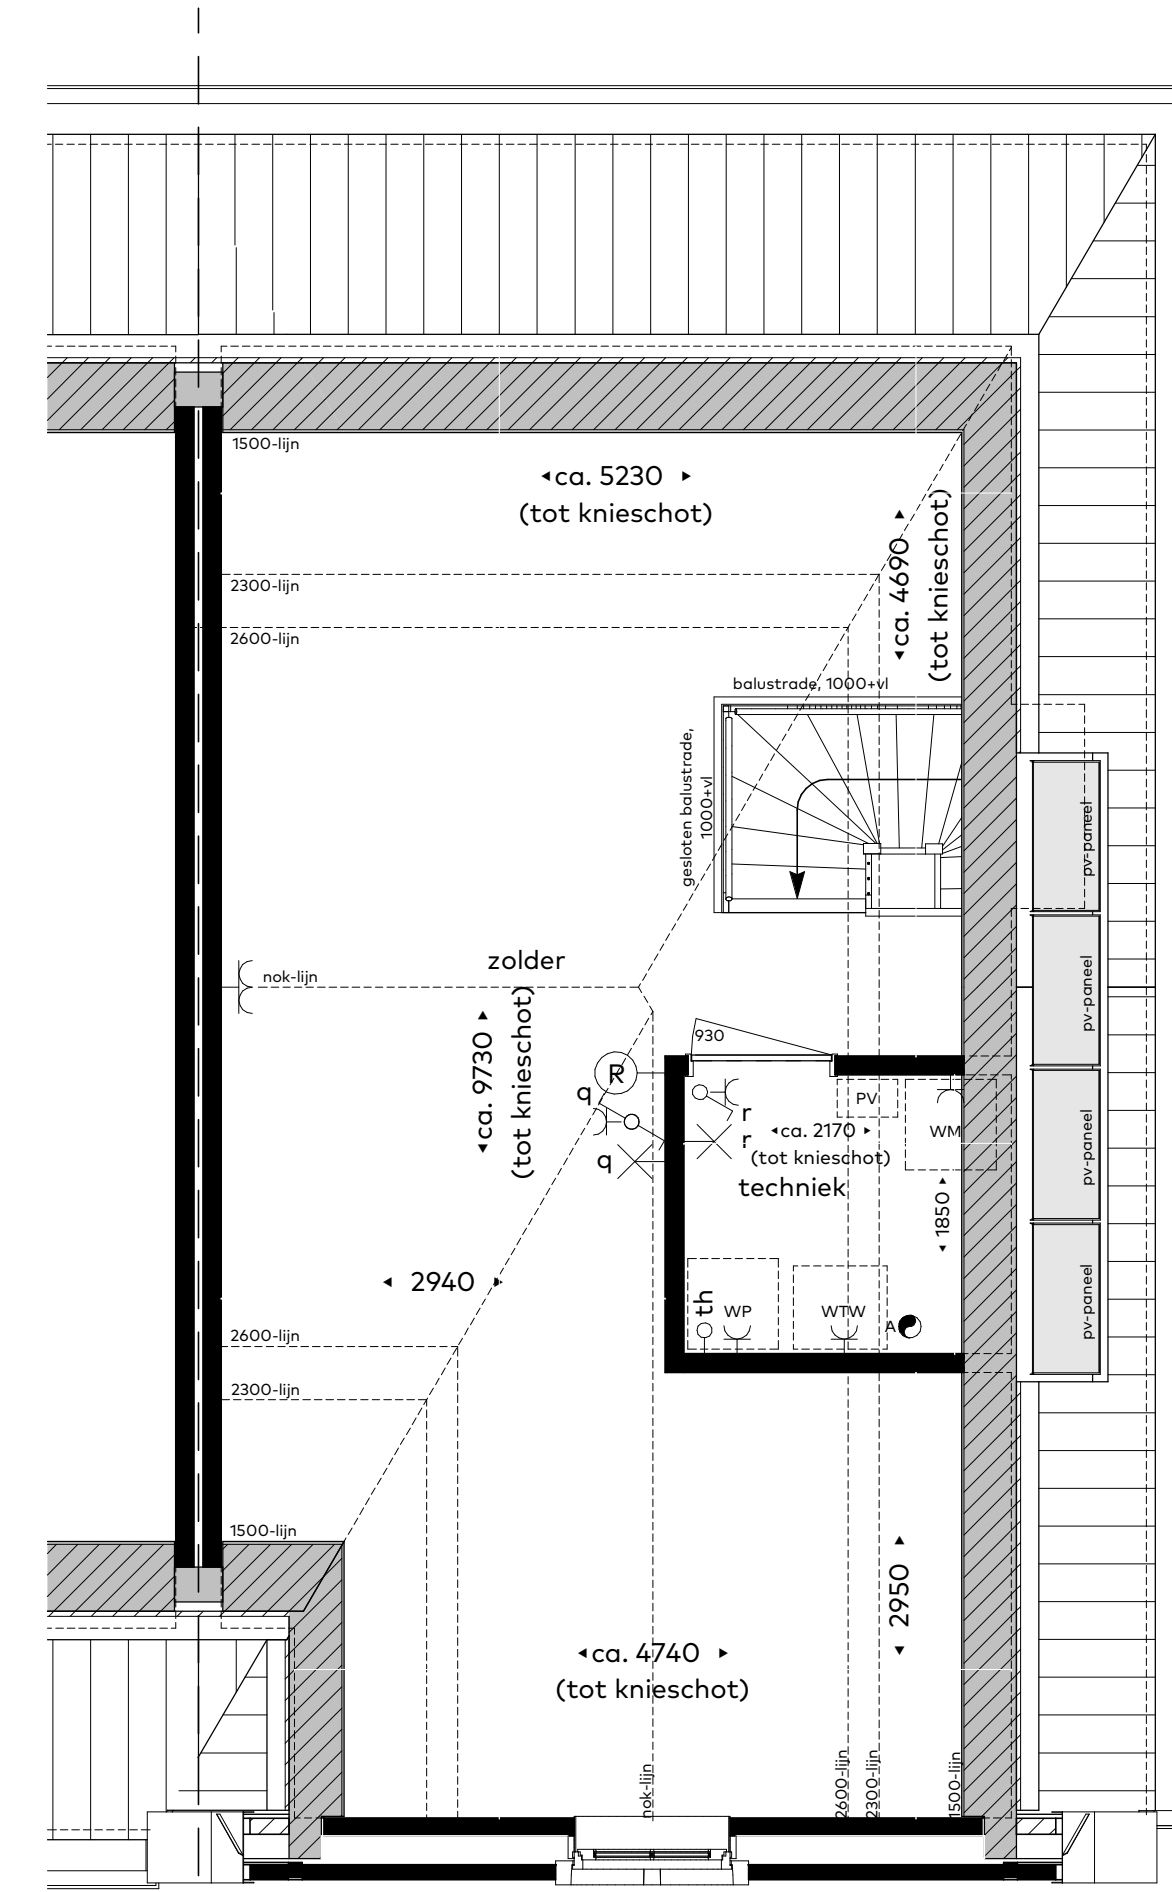 1500-lijn
ca. 5230
(tot knieschot)
ca. 4690
(tot knieschot)
2300-lijn
2600-lijn
balustrade, 1000+vl
gesloten balustrade,
1000+vl
pv-paneel
pv-paneel
pv-paneel
pv-paneel
zolder
nok-lijn
ca. 9730
(tot knieschot)
930
R
q
q
r
r
PV
WM
ca. 2170
(tot knieschot)
techniek
1850
2940
th
WP
WTW
A
2600-lijn
2300-lijn
1500-lijn
2950
ca. 4740
(tot knieschot)
nok-lijn
2600-lijn
2300-lijn
1500-lijn